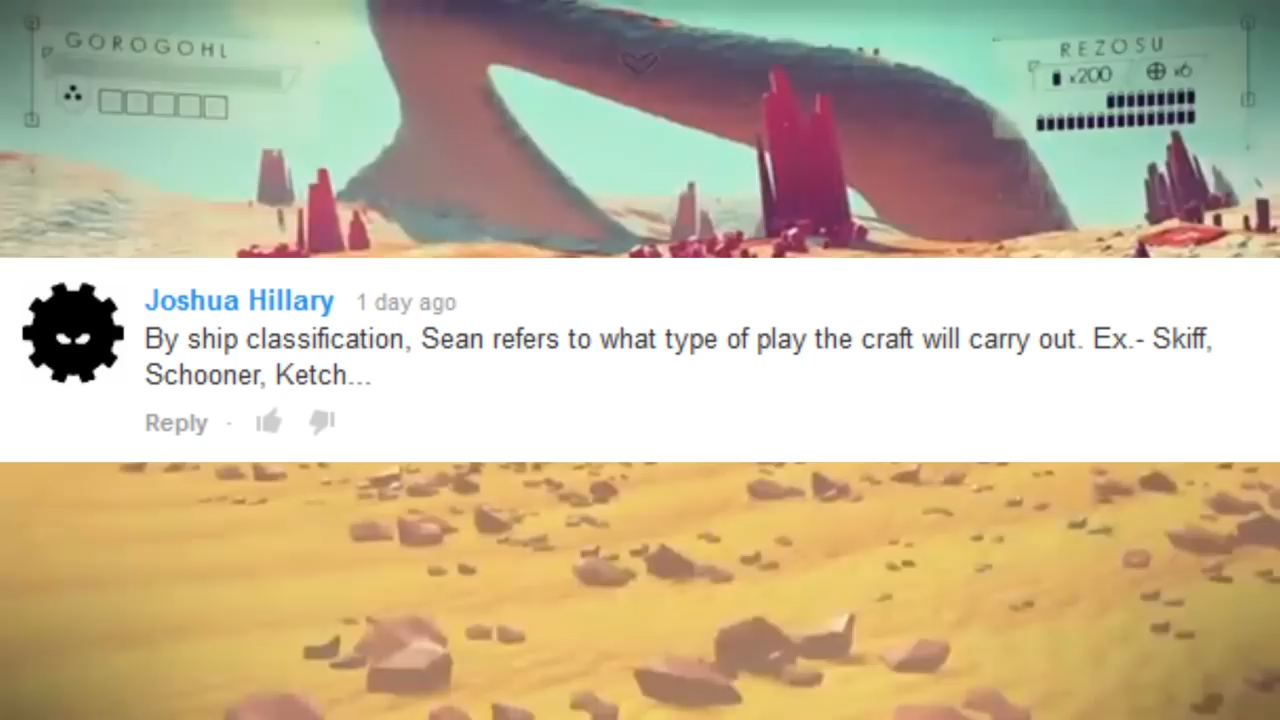 GOROGOHL
REZOSU
x200 x6
Joshua Hillary 1 day ago
By ship classification, Sean refers to what type of play the craft will carry out. Ex.- Skiff,
Schooner, Ketch...
Reply ·